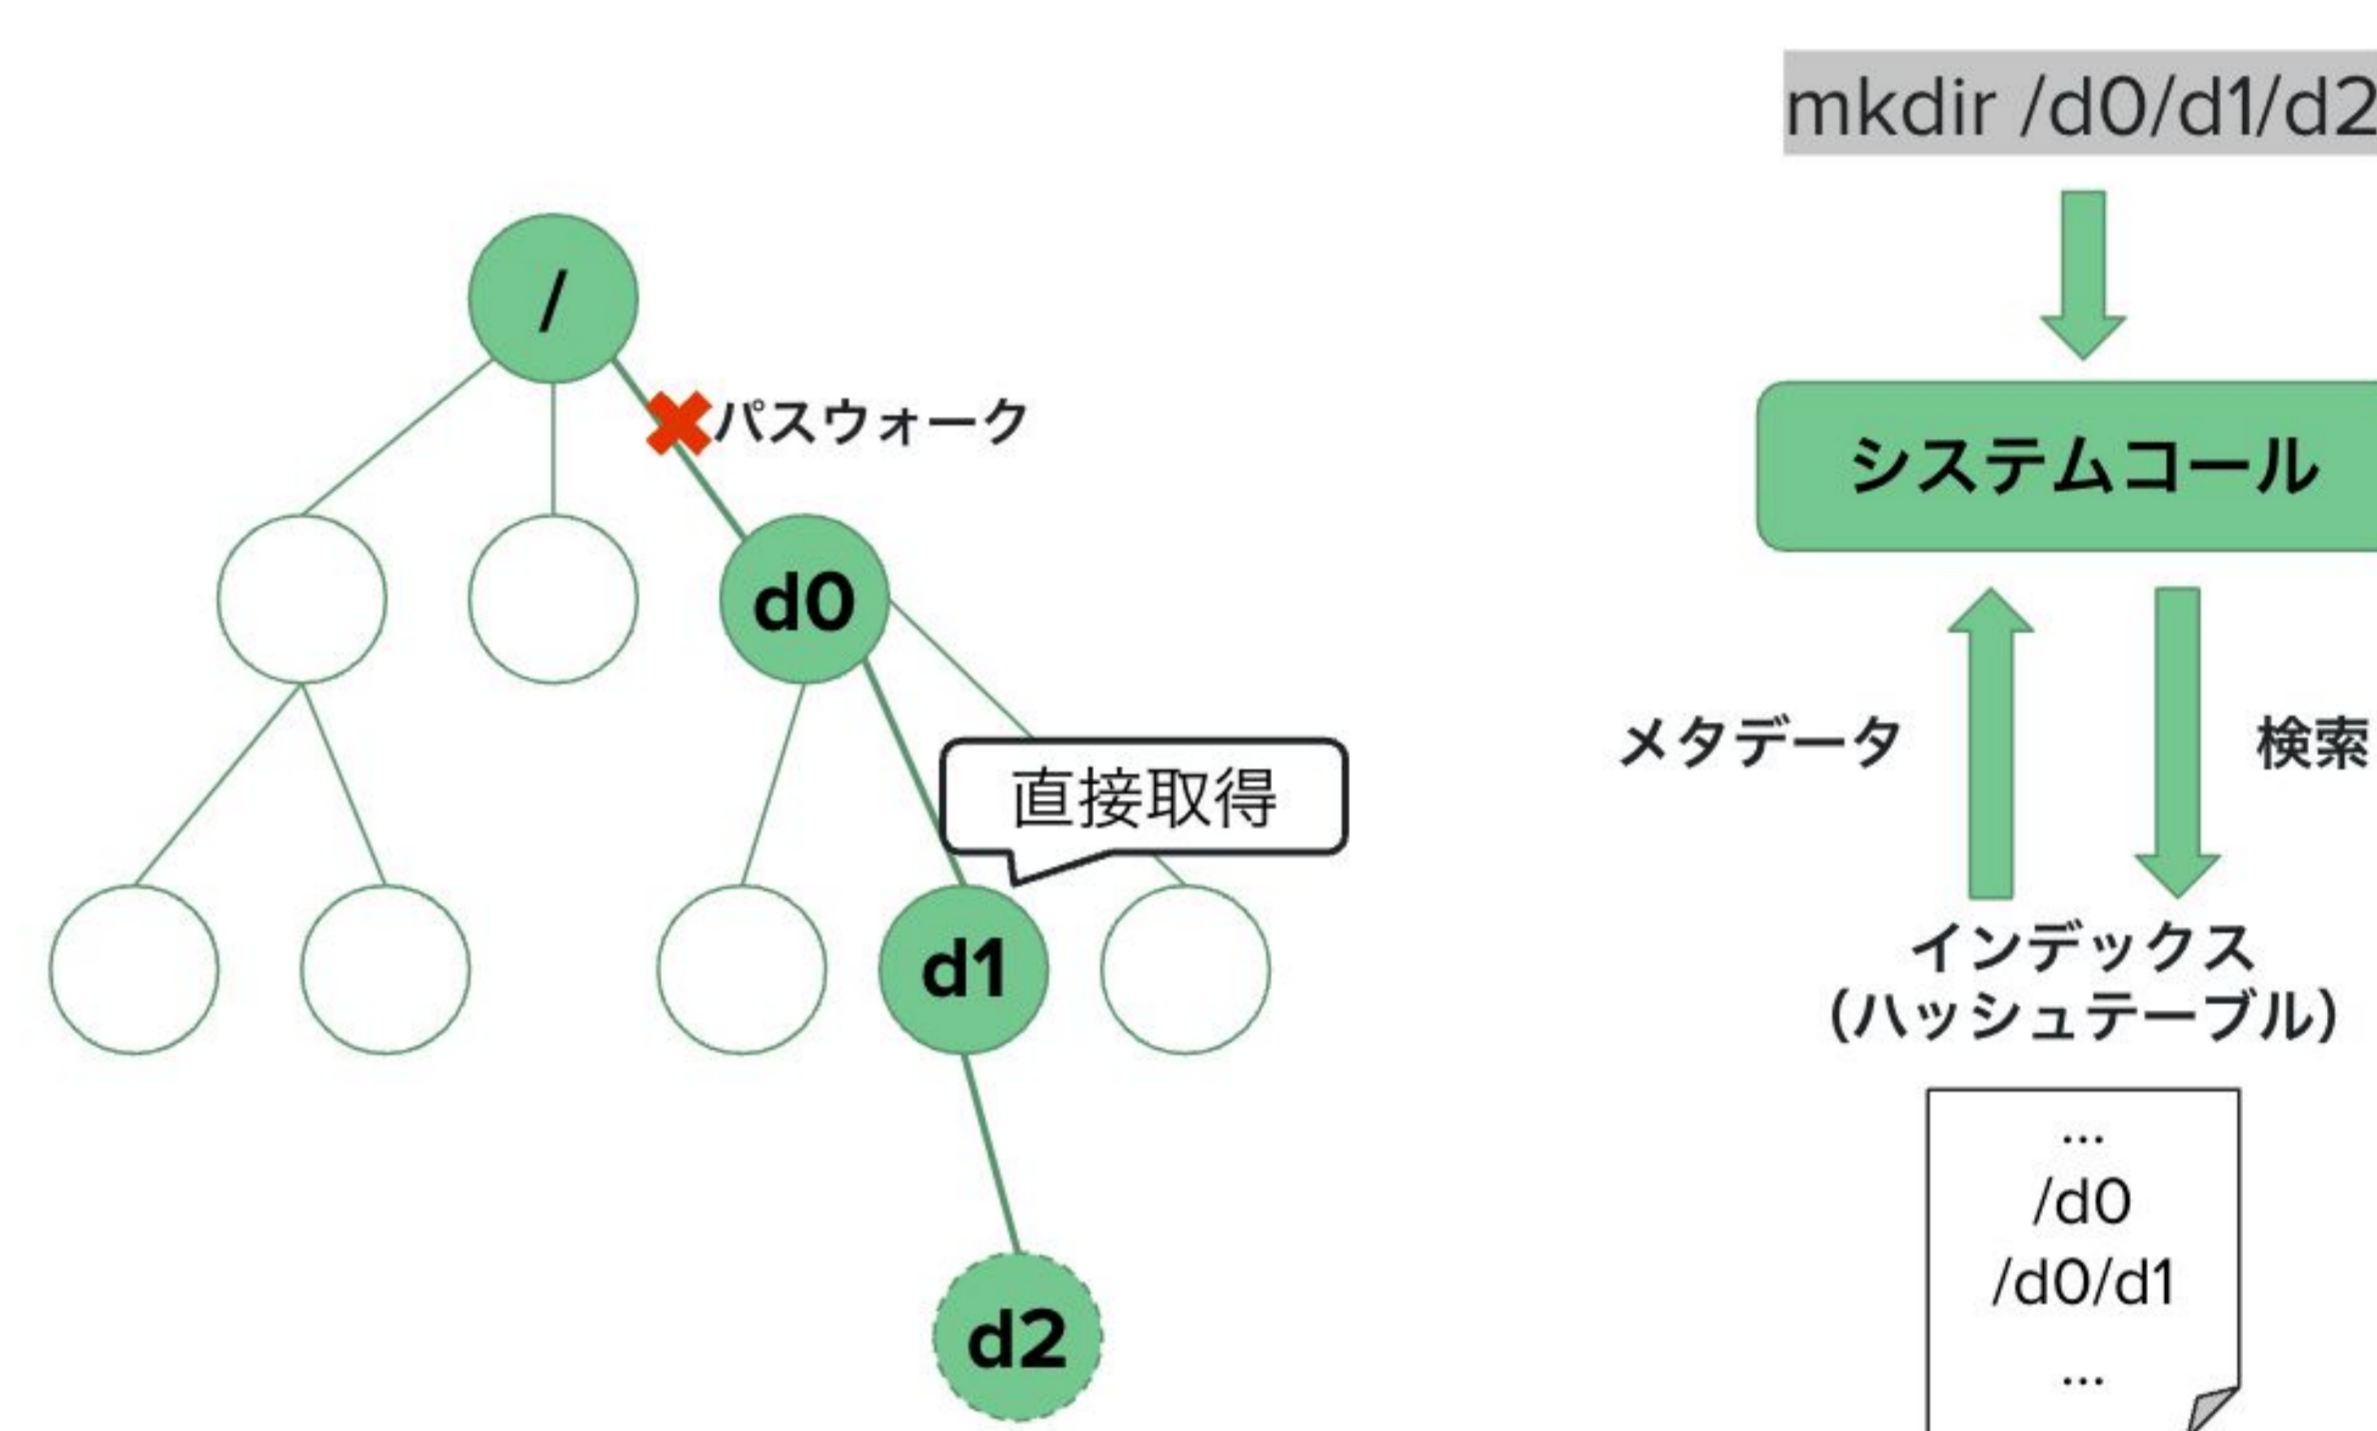 /
パスウォーク
d0
直接取得
d1
d2
mkdir /d0/d1/d2
システムコール
メタデータ
検索
インデックス
(ハッシュテーブル)
...
/d0
/d0/d1
...